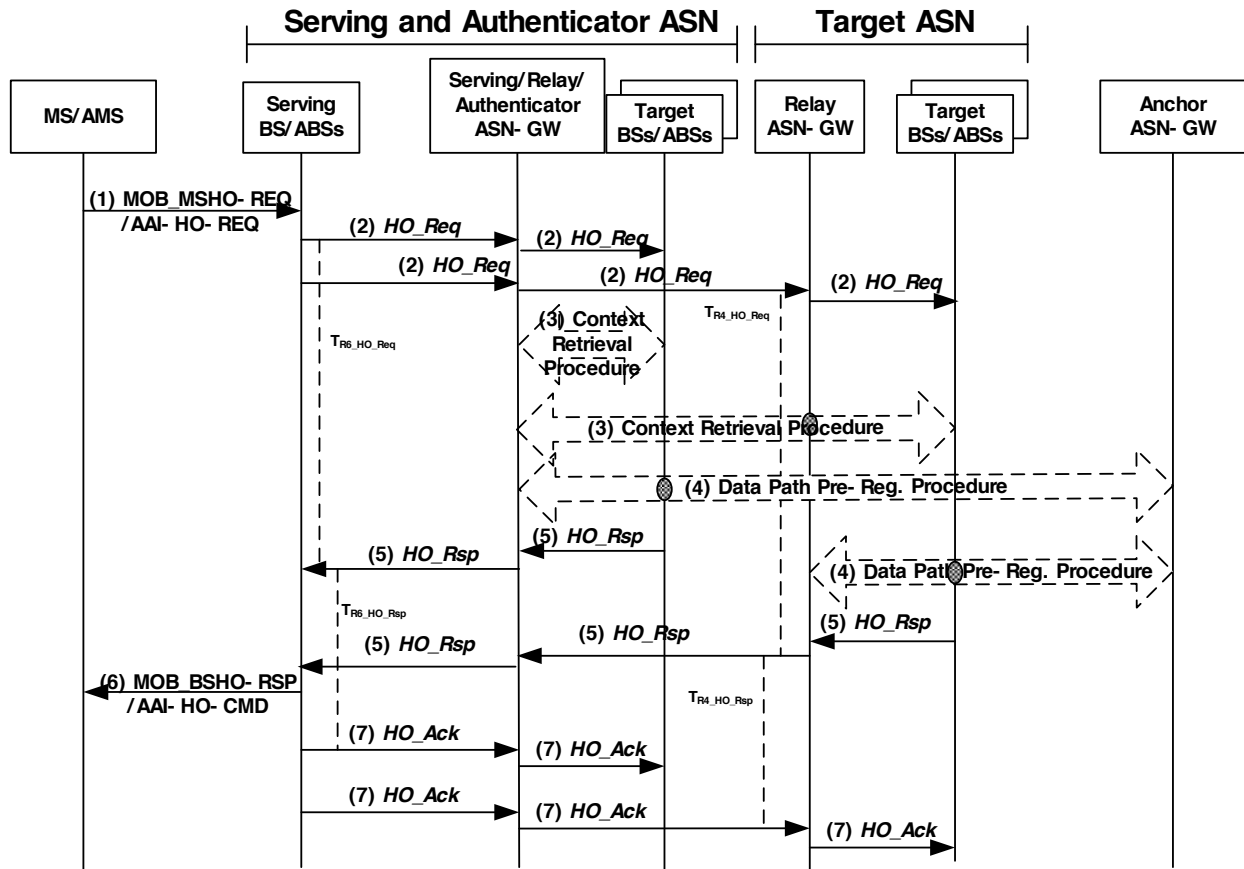 Serving and Authenticator ASN
Target ASN
MS/AMS
Serving
BS/ABSs
Serving/Relay/
Authenticator
ASN- GW
Target
BSs/ABSs
Relay
ASN- GW
Target
BSs/ABSs
Anchor
ASN- GW
(1) MOB_MSHO- REQ
/AAI- HO- REQ
(2) HO_Req
(2) HO_Req
(2) HO_Req
(2) HO_Req
(2) HO_Req
TR6_HO_Req
TR4_HO_Req
(3) Context
Retrieval
Procedure
(3) Context Retrieval Procedure
(4) Data Path Pre- Reg. Procedure
(5) HO_Rsp
(5) HO_Rsp
(4) Data Path Pre- Reg. Procedure
TR6_HO_Rsp
(5) HO_Rsp
(5) HO_Rsp
(5) HO_Rsp
(6) MOB_BSHO- RSP
/AAI- HO- CMD
TR4_HO_Rsp
(7) HO_Ack
(7) HO_Ack
(7) HO_Ack
(7) HO_Ack
(7) HO_Ack